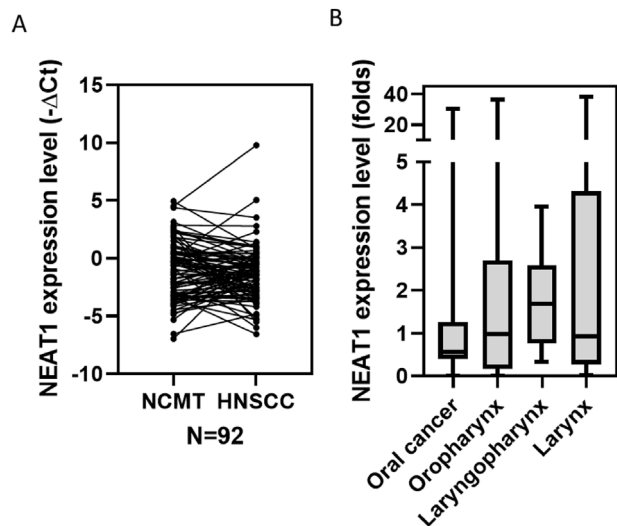 A
NEAT1 expression level (-ΔCt)
15
10
5
0
-5
-10
NCMT HNSCC
N=92
B
NEAT1 expression level (folds)
40
20
5
4
3
2
1
0
Oral cancer
Oropharynx
Laryngopharynx
Larynx